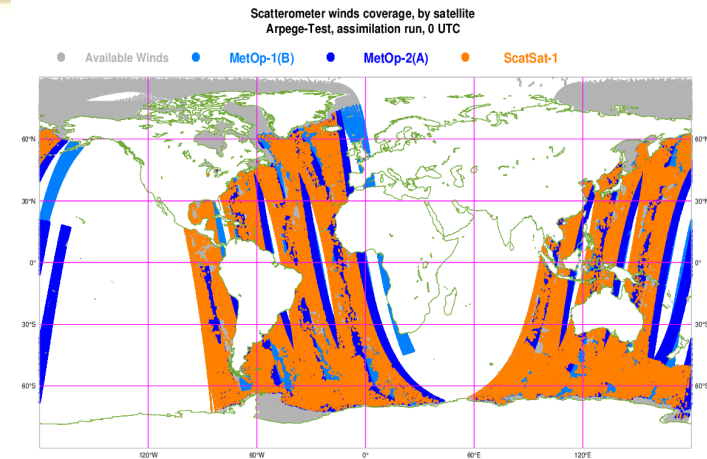 Scatterometer winds coverage, by satellite
Arpege-Test, assimilation run, 0 UTC
Available Winds MetOp-1(B) MetOp-2(A) ScatSat-1
60°N 60°N
30°N 30°N
0° 0°
30°S 30°S
60°S 60°S
120°W 60°W 0° 60°E 120°E